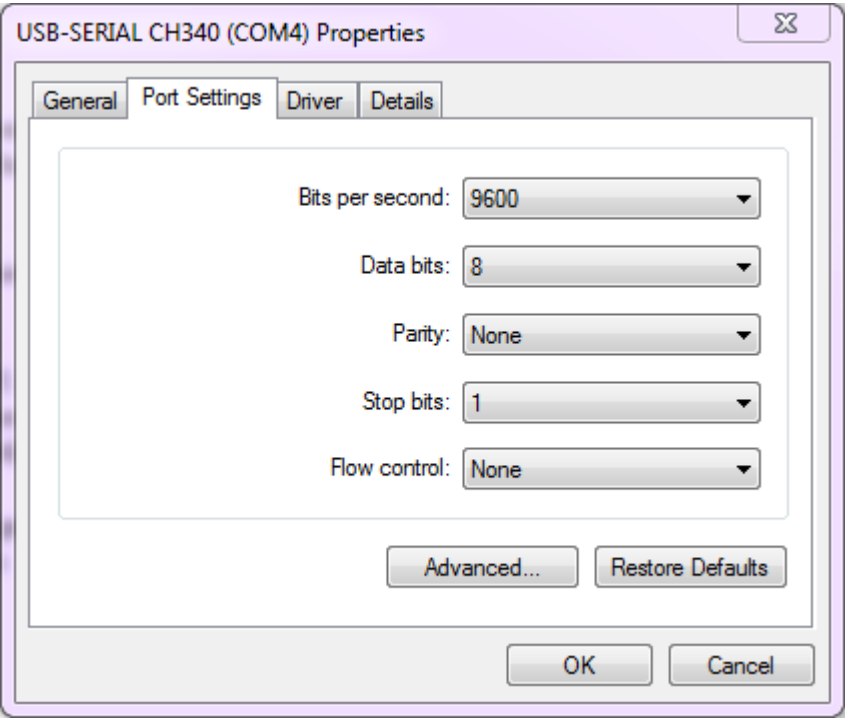 USB-SERIAL CH340 (COM4) Properties
General Port Settings Driver Details
Bits per second: 9600
Data bits: 8
Parity: None
Stop bits: 1
Flow control: None
Advanced... Restore Defaults
OK Cancel